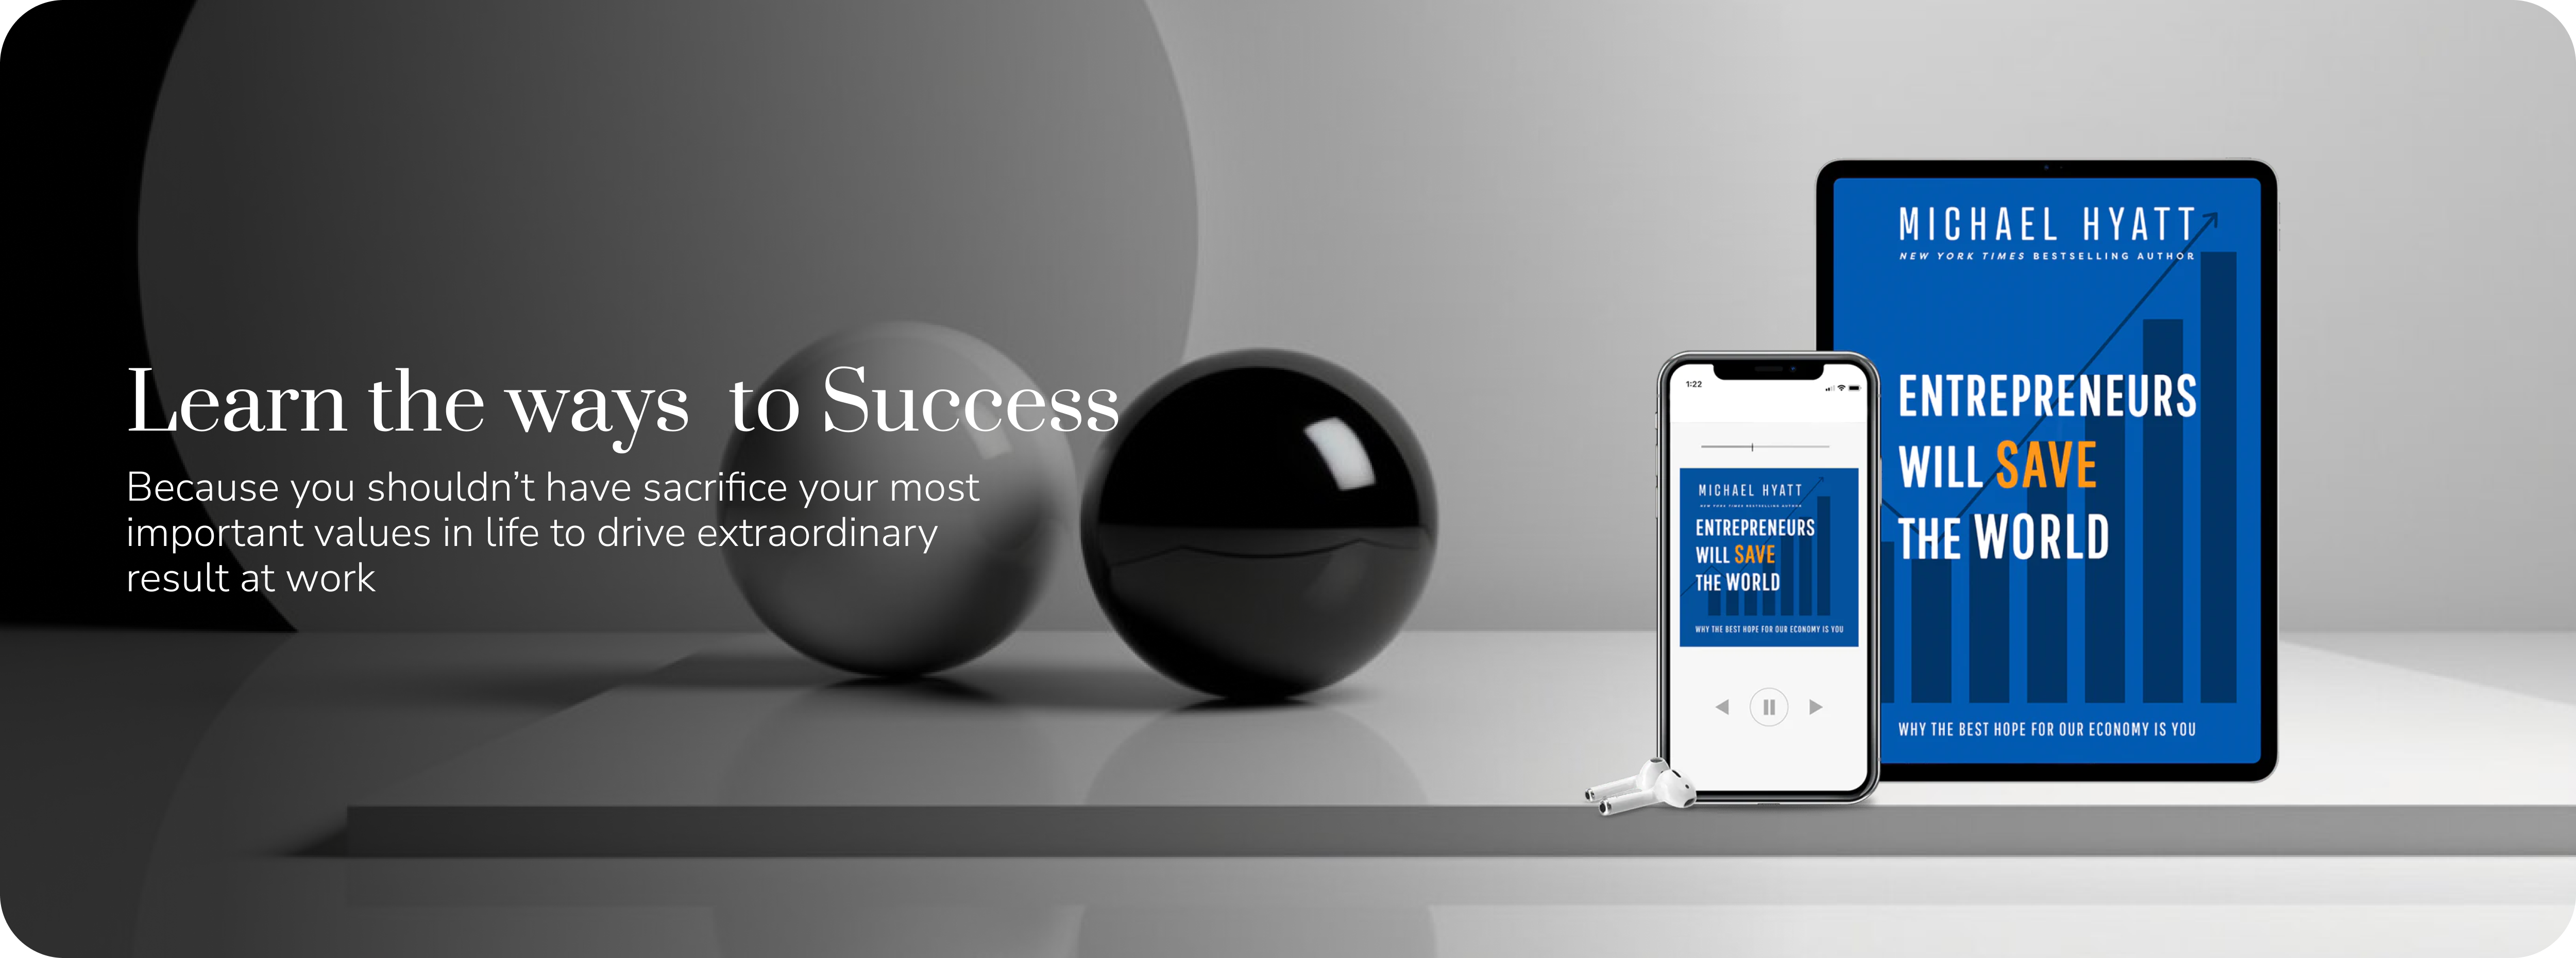 Learn the ways  to Success
Because you shouldn’t have sacrifice your most
important values in life to drive extraordinary
result at work
1:22
MICHAEL HYATT
NEW YORK TIMES BESTSELLING AUTHOR
ENTREPRENEURS
WILL SAVE
THE WORLD
WHY THE BEST HOPE FOR OUR ECONOMY IS YOU
MICHAEL HYATT
NEW YORK TIMES BESTSELLING AUTHOR
ENTREPRENEURS
WILL SAVE
THE WORLD
WHY THE BEST HOPE FOR OUR ECONOMY IS YOU